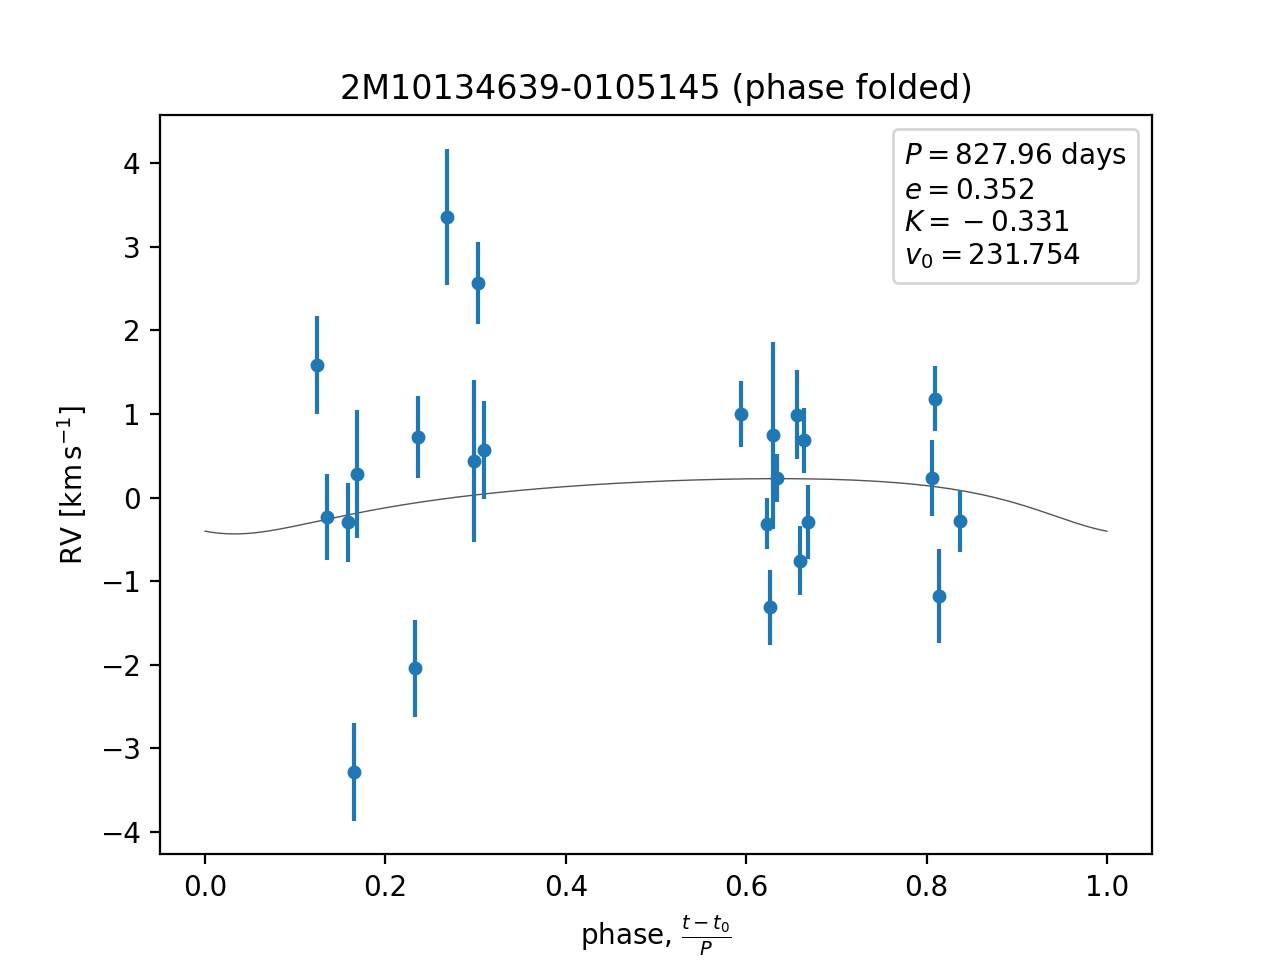 2M10134639-0105145 (phase folded)
P = 827.96 days
e = 0.352
K = −0.331
v₀ = 231.754
RV [km s⁻¹]
4
3
2
1
0
−1
−2
−3
−4
0.0 0.2 0.4 0.6 0.8 1.0
phase, (t − t₀)/P